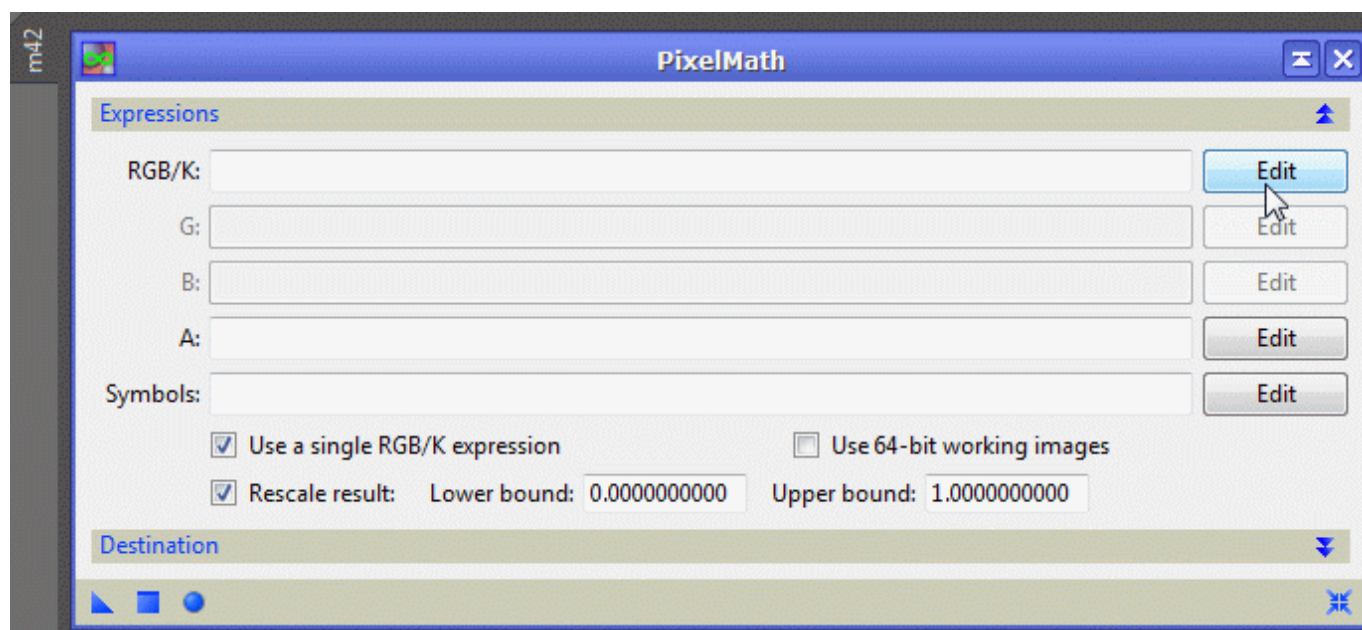 m42
PixelMath
Expressions
RGB/K: Edit
G: Edit
B: Edit
A: Edit
Symbols: Edit
Use a single RGB/K expression Use 64-bit working images
Rescale result: Lower bound: 0.0000000000 Upper bound: 1.0000000000
Destination